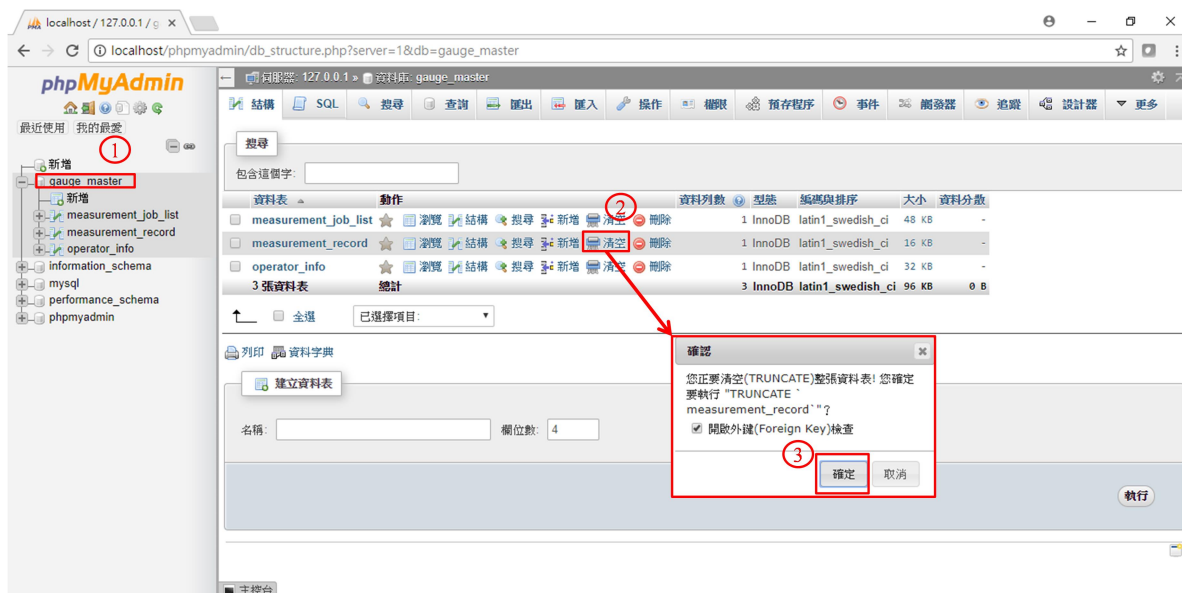 localhost / 127.0.0.1 / g
localhost/phpmyadmin/db_structure.php?server=1&db=gauge_master
phpMyAdmin
最近使用 我的最愛
①
新增
gauge_master
新增
measurement_job_list
measurement_record
operator_info
information_schema
mysql
performance_schema
phpmyadmin
伺服器: 127.0.0.1 » 資料庫: gauge_master
結構 SQL 搜尋 查詢 匯出 匯入 操作 權限 預存程序 事件 觸發器 追蹤 設計器 更多
搜尋
包含這個字:
資料表 動作 資料列數 型態 編碼與排序 大小 資料分散
②
measurement_job_list 瀏覽 結構 搜尋 新增 清空 刪除 1 InnoDB latin1_swedish_ci 48 KB -
measurement_record 瀏覽 結構 搜尋 新增 清空 刪除 1 InnoDB latin1_swedish_ci 16 KB -
operator_info 瀏覽 結構 搜尋 新增 清空 刪除 1 InnoDB latin1_swedish_ci 32 KB -
3 張資料表 總計 3 InnoDB latin1_swedish_ci 96 KB 0 B
全選 已選擇項目:
列印 資料字典
建立資料表
名稱: 欄位數: 4
確認
您正要清空(TRUNCATE)整張資料表! 您確定
要執行 "TRUNCATE `
measurement_record`"?
開啟外鍵(Foreign Key)檢查
③
確定 取消
執行
主控台